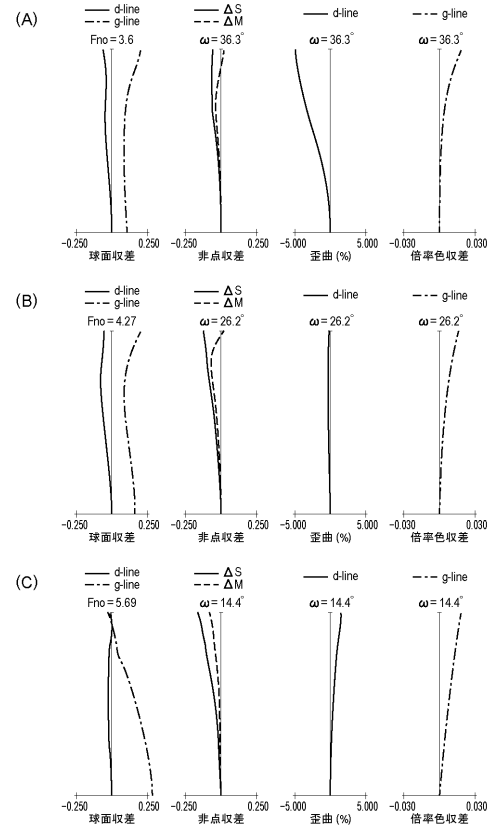 (A)
d-line
g-line
Fno = 3.6
ΔS
ΔM
ω = 36.3°
d-line
ω = 36.3°
g-line
ω = 36.3°
-0.250 0.250
球面収差
-0.250 0.250
非点収差
-5.000 5.000
歪曲 (%)
-0.030 0.030
倍率色収差
(B)
d-line
g-line
Fno = 4.27
ΔS
ΔM
ω = 26.2°
d-line
ω = 26.2°
g-line
ω = 26.2°
-0.250 0.250
球面収差
-0.250 0.250
非点収差
-5.000 5.000
歪曲 (%)
-0.030 0.030
倍率色収差
(C)
d-line
g-line
Fno = 5.69
ΔS
ΔM
ω = 14.4°
d-line
ω = 14.4°
g-line
ω = 14.4°
-0.250 0.250
球面収差
-0.250 0.250
非点収差
-5.000 5.000
歪曲 (%)
-0.030 0.030
倍率色収差